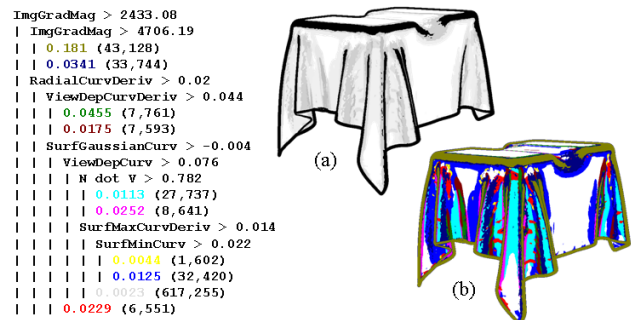 ImgGradMag > 2433.08
| ImgGradMag > 4706.19
| | 0.181 (43,128)
| | 0.0341 (33,744)
| RadialCurvDeriv > 0.02
| | ViewDepCurvDeriv > 0.044
| | | 0.0455 (7,761)
| | | 0.0175 (7,593)
| | SurfGaussianCurv > -0.004
| | | ViewDepCurv > 0.076
| | | | N dot V > 0.782
| | | | | 0.0113 (27,737)
| | | | | 0.0252 (8,641)
| | | | SurfMaxCurvDeriv > 0.014
| | | | | SurfMinCurv > 0.022
| | | | | | 0.0044 (1,602)
| | | | | | 0.0125 (32,420)
| | | | | 0.0023 (617,255)
| | | 0.0229 (6,551)
(a)
(b)